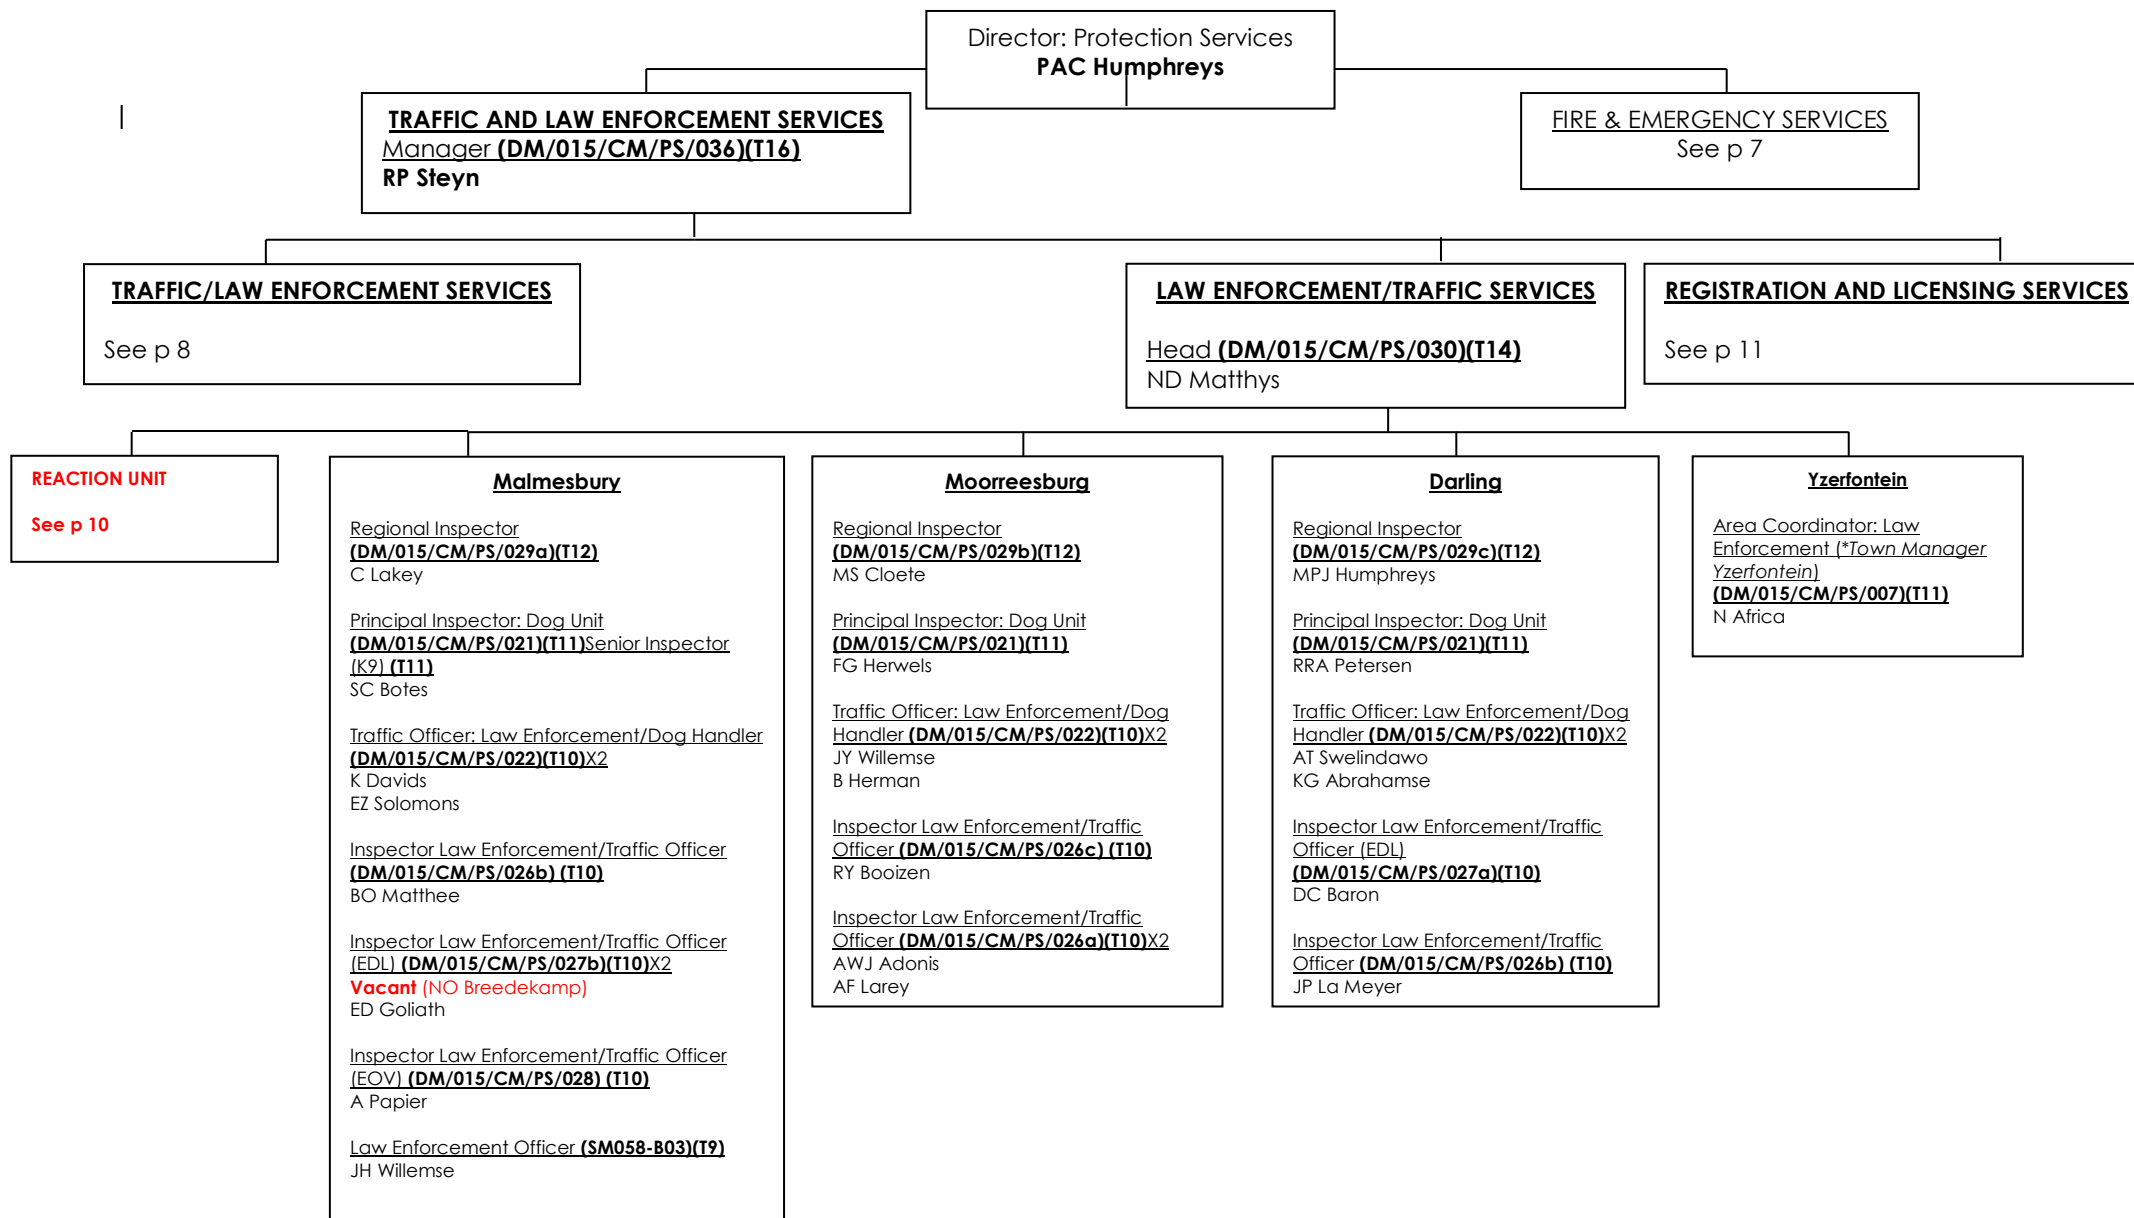 Director: Protection Services
PAC Humphreys
TRAFFIC AND LAW ENFORCEMENT SERVICES
Manager (DM/015/CM/PS/036)(T16)
RP Steyn
FIRE & EMERGENCY SERVICES
See p 7
TRAFFIC/LAW ENFORCEMENT SERVICES
See p 8
LAW ENFORCEMENT/TRAFFIC SERVICES
Head (DM/015/CM/PS/030)(T14)
ND Matthys
REGISTRATION AND LICENSING SERVICES
See p 11
REACTION UNIT
See p 10
Malmesbury
Regional Inspector
(DM/015/CM/PS/029a)(T12)
C Lakey
Principal Inspector: Dog Unit
(DM/015/CM/PS/021)(T11)Senior Inspector
(K9) (T11)
SC Botes
Traffic Officer: Law Enforcement/Dog Handler
(DM/015/CM/PS/022)(T10)X2
K Davids
EZ Solomons
Inspector Law Enforcement/Traffic Officer
(DM/015/CM/PS/026b) (T10)
BO Matthee
Inspector Law Enforcement/Traffic Officer
(EDL) (DM/015/CM/PS/027b)(T10)X2
Vacant (NO Breedekamp)
ED Goliath
Inspector Law Enforcement/Traffic Officer
(EOV) (DM/015/CM/PS/028) (T10)
A Papier
Law Enforcement Officer (SM058-B03)(T9)
JH Willemse
Moorreesburg
Regional Inspector
(DM/015/CM/PS/029b)(T12)
MS Cloete
Principal Inspector: Dog Unit
(DM/015/CM/PS/021)(T11)
FG Herwels
Traffic Officer: Law Enforcement/Dog
Handler (DM/015/CM/PS/022)(T10)X2
JY Willemse
B Herman
Inspector Law Enforcement/Traffic
Officer (DM/015/CM/PS/026c) (T10)
RY Booizen
Inspector Law Enforcement/Traffic
Officer (DM/015/CM/PS/026a)(T10)X2
AWJ Adonis
AF Larey
Darling
Regional Inspector
(DM/015/CM/PS/029c)(T12)
MPJ Humphreys
Principal Inspector: Dog Unit
(DM/015/CM/PS/021)(T11)
RRA Petersen
Traffic Officer: Law Enforcement/Dog
Handler (DM/015/CM/PS/022)(T10)X2
AT Swelindawo
KG Abrahamse
Inspector Law Enforcement/Traffic
Officer (EDL)
(DM/015/CM/PS/027a)(T10)
DC Baron
Inspector Law Enforcement/Traffic
Officer (DM/015/CM/PS/026b) (T10)
JP La Meyer
Yzerfontein
Area Coordinator: Law
Enforcement (*Town Manager
Yzerfontein)
(DM/015/CM/PS/007)(T11)
N Africa